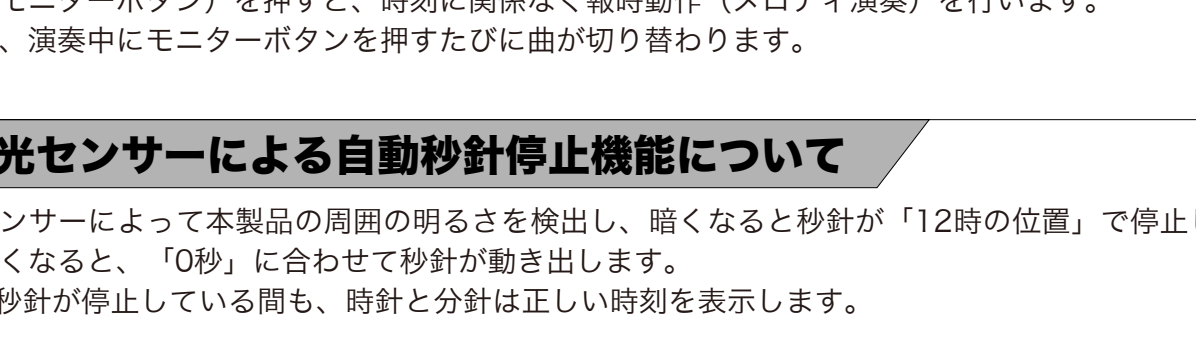 モニターボタン）を押すと、時刻に関係なく報時動作（メロディ演奏）を行います。
、演奏中にモニターボタンを押すたびに曲が切り替わります。
光センサーによる自動秒針停止機能について
ンサーによって本製品の周囲の明るさを検出し、暗くなると秒針が「12時の位置」で停止し
くなると、「0秒」に合わせて秒針が動き出します。
秒針が停止している間も、時針と分針は正しい時刻を表示します。